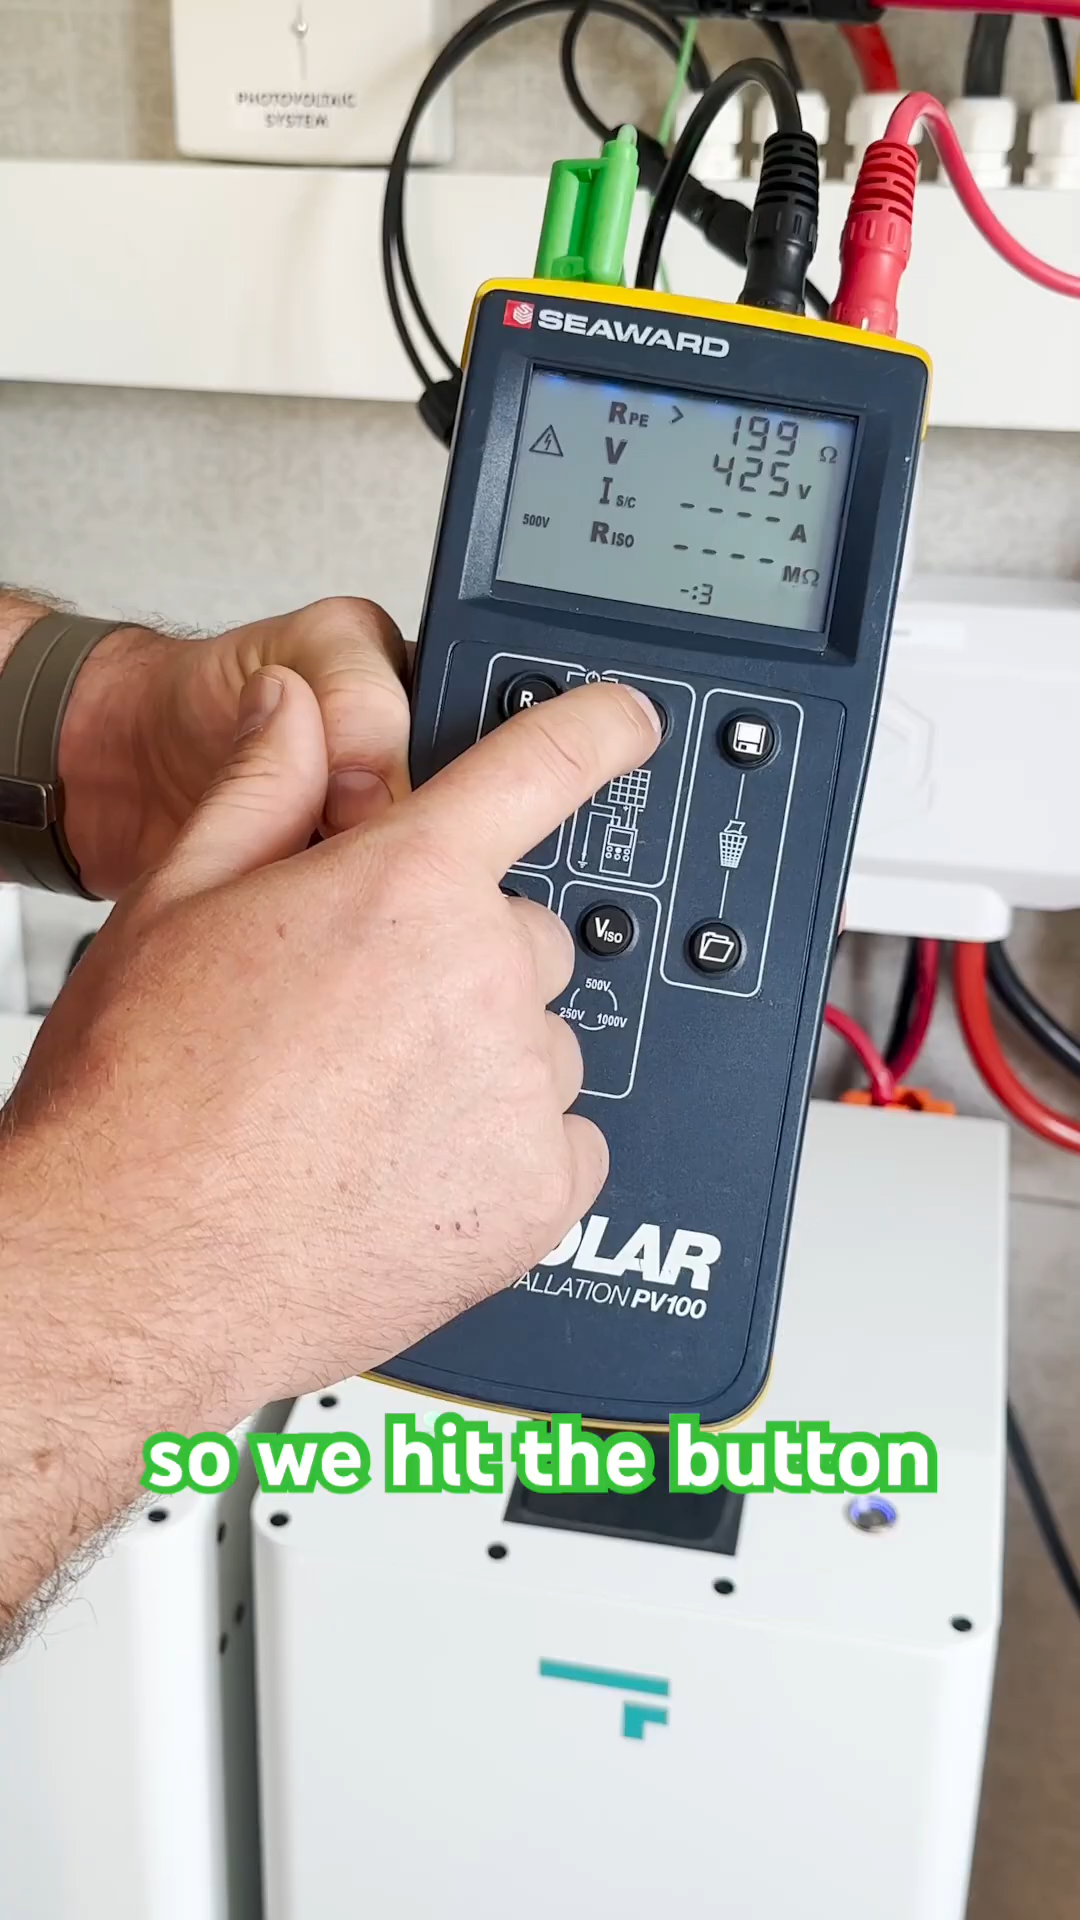 PHOTOVOLTAIC
SYSTEM
SEAWARD
RPE > 199 Ω
V 425 V
I S/C ---- A
500V RISO ---- MΩ
-:3
VISO
500V
250V 1000V
OLAR
ALLATION PV100
so we hit the button